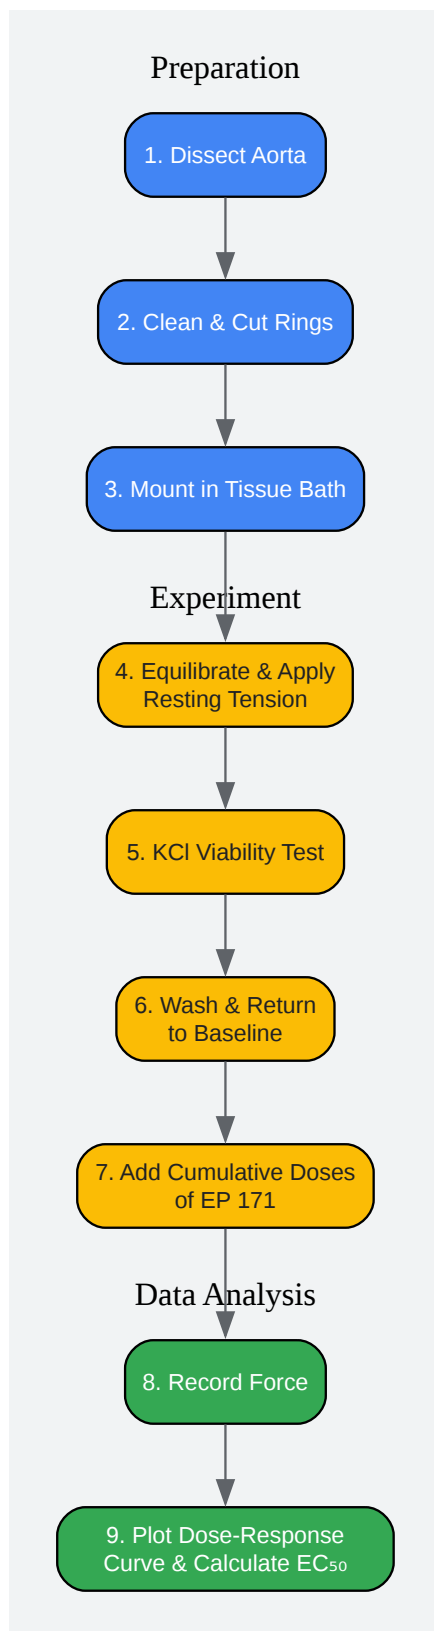 Preparation
1. Dissect Aorta
2. Clean & Cut Rings
3. Mount in Tissue Bath
Experiment
4. Equilibrate & Apply
Resting Tension
5. KCl Viability Test
6. Wash & Return
to Baseline
7. Add Cumulative Doses
of EP 171
Data Analysis
8. Record Force
9. Plot Dose-Response
Curve & Calculate EC₅₀